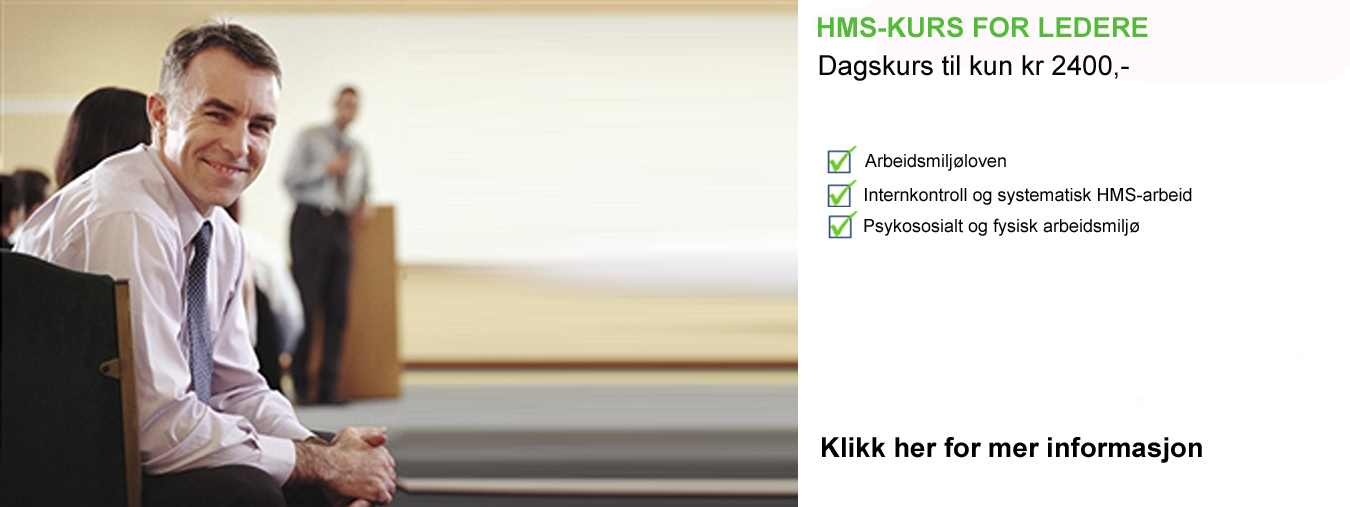 HMS-KURS FOR LEDERE
Dagskurs til kun kr 2400,-
Arbeidsmiljøloven
Internkontroll og systematisk HMS-arbeid
Psykososialt og fysisk arbeidsmiljø
Klikk her for mer informasjon